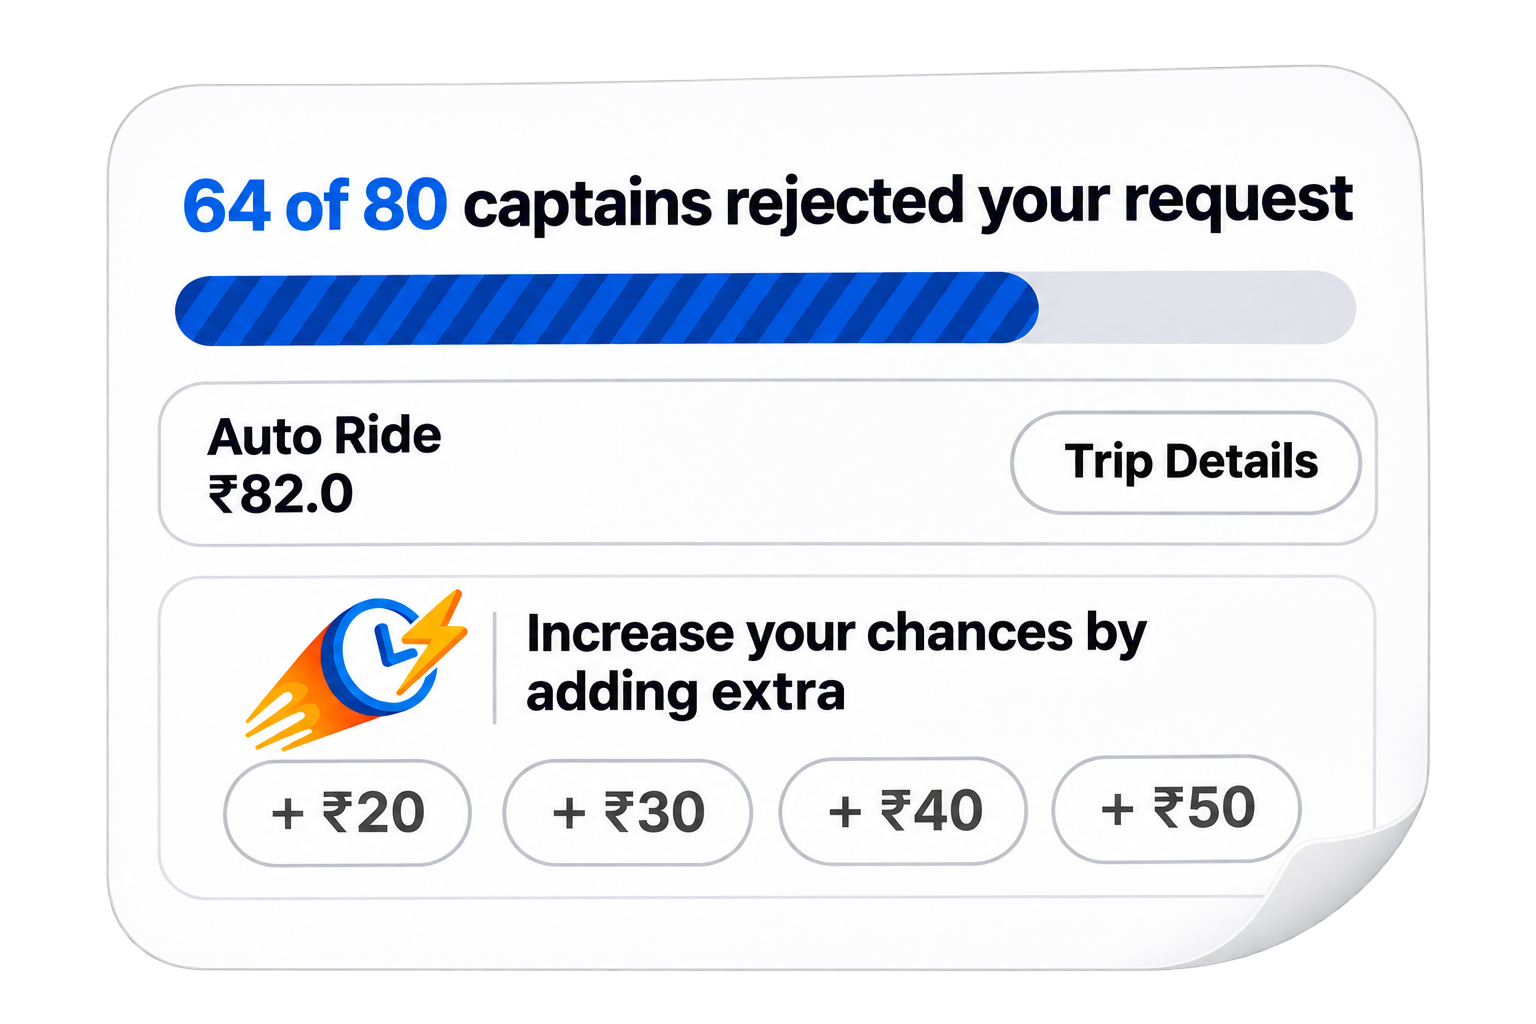 64 of 80 captains rejected your request
Auto Ride
₹82.0
Trip Details
Increase your chances by
adding extra
+ ₹20
+ ₹30
+ ₹40
+ ₹50